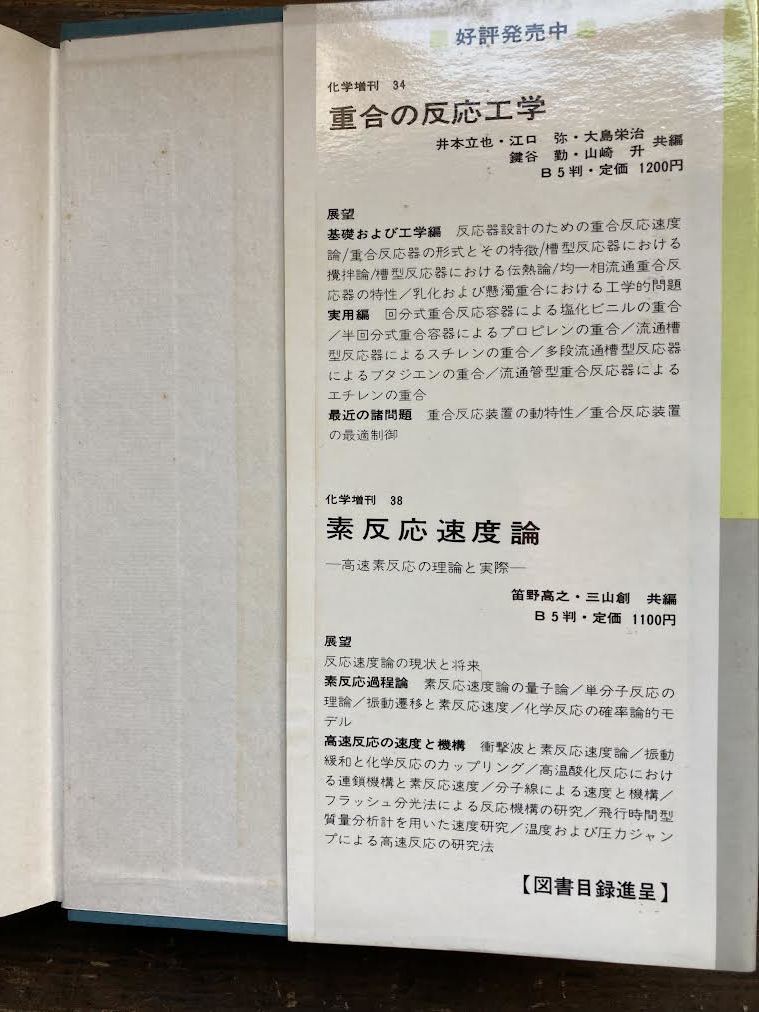 好評発売中
化学増刊 34
重合の反応工学
井本立也・江口 弥・大島栄治 共編
鍵谷 勤・山崎 升
B5判・定価 1200円
展望
基礎および工学編 反応器設計のための重合反応速度
論/重合反応器の形式とその特徴/槽型反応器における
攪拌論/槽型反応器における伝熱論/均一相流通重合反
応器の特性/乳化および懸濁重合における工学的問題
実用編 回分式重合反応容器による塩化ビニルの重合
/半回分式重合容器によるプロピレンの重合/流通槽
型反応器によるスチレンの重合/多段流通槽型反応器
によるブタジエンの重合/流通管型重合反応器による
エチレンの重合
最近の諸問題 重合反応装置の動特性/重合反応装置
の最適制御
化学増刊 38
素反応速度論
―高速素反応の理論と実際―
笛野高之・三山創 共編
B5判・定価 1100円
展望
反応速度論の現状と将来
素反応過程論 素反応速度論の量子論/単分子反応の
理論/振動遷移と素反応速度/化学反応の確率論的モ
デル
高速反応の速度と機構 衝撃波と素反応速度論/振動
緩和と化学反応のカップリング/高温酸化反応におけ
る連鎖機構と素反応速度/分子線による速度と機構/
フラッシュ分光法による反応機構の研究/飛行時間型
質量分析計を用いた速度研究/温度および圧力ジャン
プによる高速反応の研究法
【図書目録進呈】